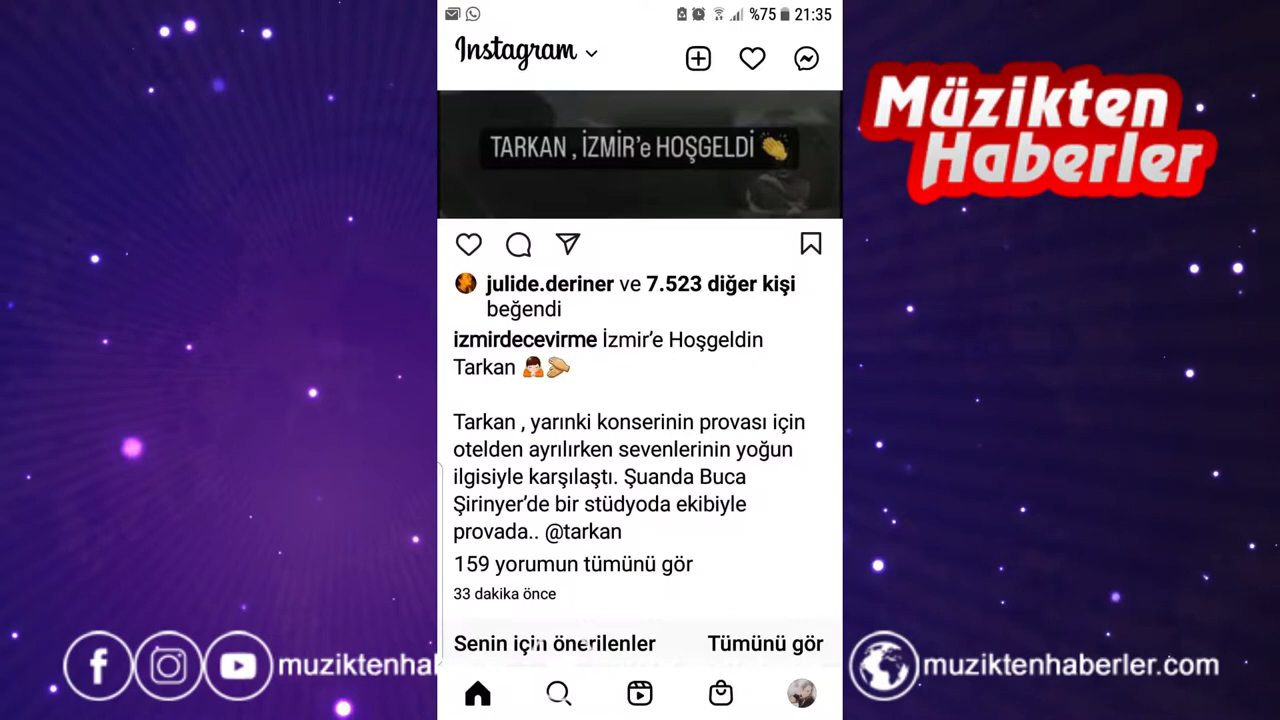 %75 21:35
Instagram
TARKAN , İZMİR’e HOŞGELDİ 👏
julide.deriner ve 7.523 diğer kişi
beğendi
izmirdecevirme İzmir’e Hoşgeldin
Tarkan
Tarkan , yarınki konserinin provası için
otelden ayrılırken sevenlerinin yoğun
ilgisiyle karşılaştı. Şuanda Buca
Şirinyer’de bir stüdyoda ekibiyle
provada.. @tarkan
159 yorumun tümünü gör
33 dakika önce
Senin için önerilenler Tümünü gör
Müzikten
Haberler
muziktenhab
muziktenhaberler.com